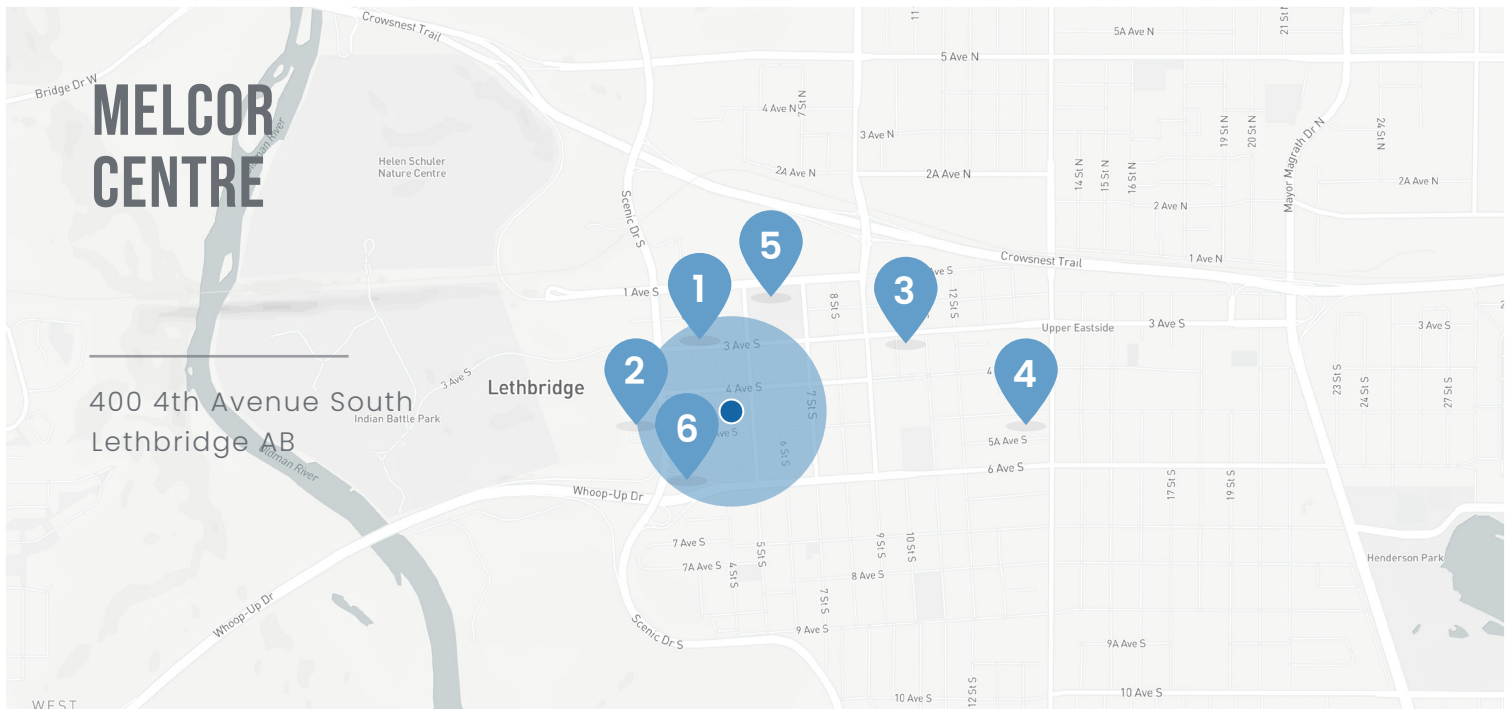 MELCOR
CENTRE
400 4th Avenue South
Lethbridge AB
Crowsnest Trail
11
5A Ave N
21 St N
5 Ave N
Bridge Dr W
4 Ave N
7 St N
3 Ave N
19 St N
20 St N
24 St N
Mayor Magrath Dr N
Helen Schuler
Nature Centre
2A Ave N
2A Ave N
14 St N
15 St N
16 St N
2A Ave N
2 Ave N
Scenic Dr S
5
Crowsnest Trail
1 Ave N
1
3
1 Ave S
8 St S
12 St S
Upper Eastside
3 Ave S
3 Ave S
3 Ave S
2
4
3 Ave S
Lethbridge
4 Ave S
7 St S
4
23 St S
24 St S
27 St S
Indian Battle Park
6
Ave S
6 St S
5A Ave S
Oldman River
6 Ave S
Whoop-Up Dr
17 St S
19 St S
7 Ave S
5 St S
9 St S
10 St S
7A Ave S
4 St S
8 Ave S
Henderson Park
Whoop-Up Dr
7 St S
Scenic Dr S
9 Ave S
9A Ave S
12 St S
10 Ave S
10 Ave S
WEST